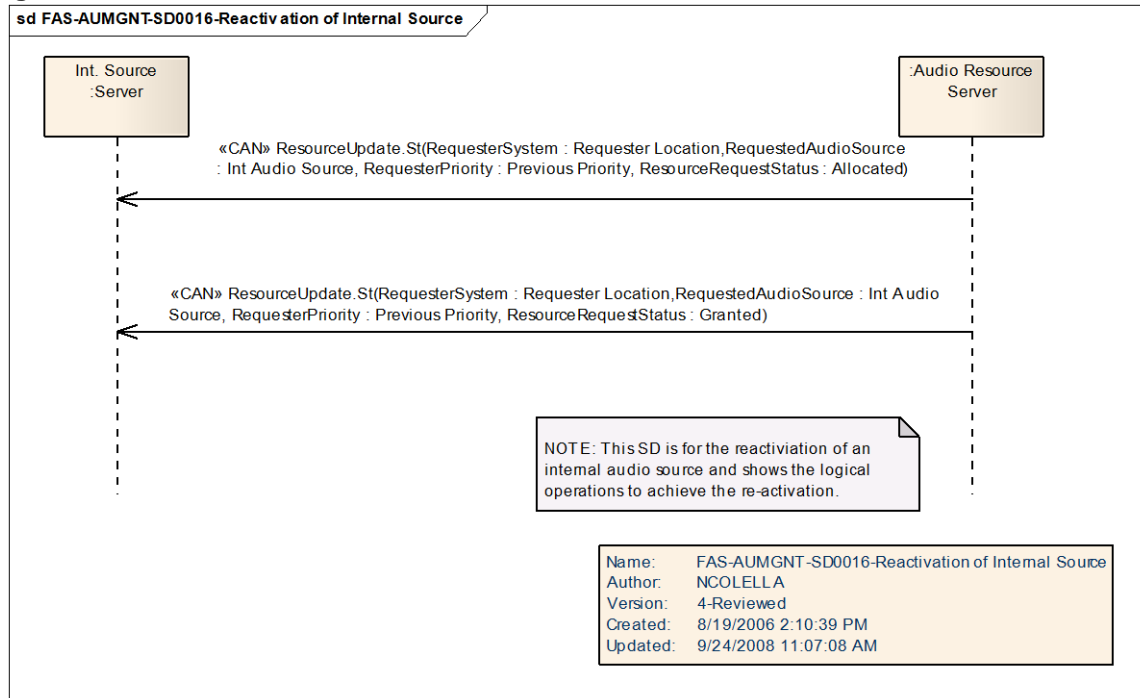 sd FAS-AUMGNT-SD0016-Reactivation of Internal Source
Int. Source
:Server
:Audio Resource
Server
«CAN» ResourceUpdate.St(RequesterSystem : Requester Location,RequestedAudioSource
: Int Audio Source, RequesterPriority : Previous Priority, ResourceRequestStatus : Allocated)
«CAN» ResourceUpdate.St(RequesterSystem : Requester Location,RequestedAudioSource : Int Audio
Source, RequesterPriority : Previous Priority, ResourceRequestStatus : Granted)
NOTE: This SD is for the reactiviation of an
internal audio source and shows the logical
operations to achieve the re-activation.
Name: FAS-AUMGNT-SD0016-Reactivation of Internal Source
Author: NCOLELLA
Version: 4-Reviewed
Created: 8/19/2006 2:10:39 PM
Updated: 9/24/2008 11:07:08 AM